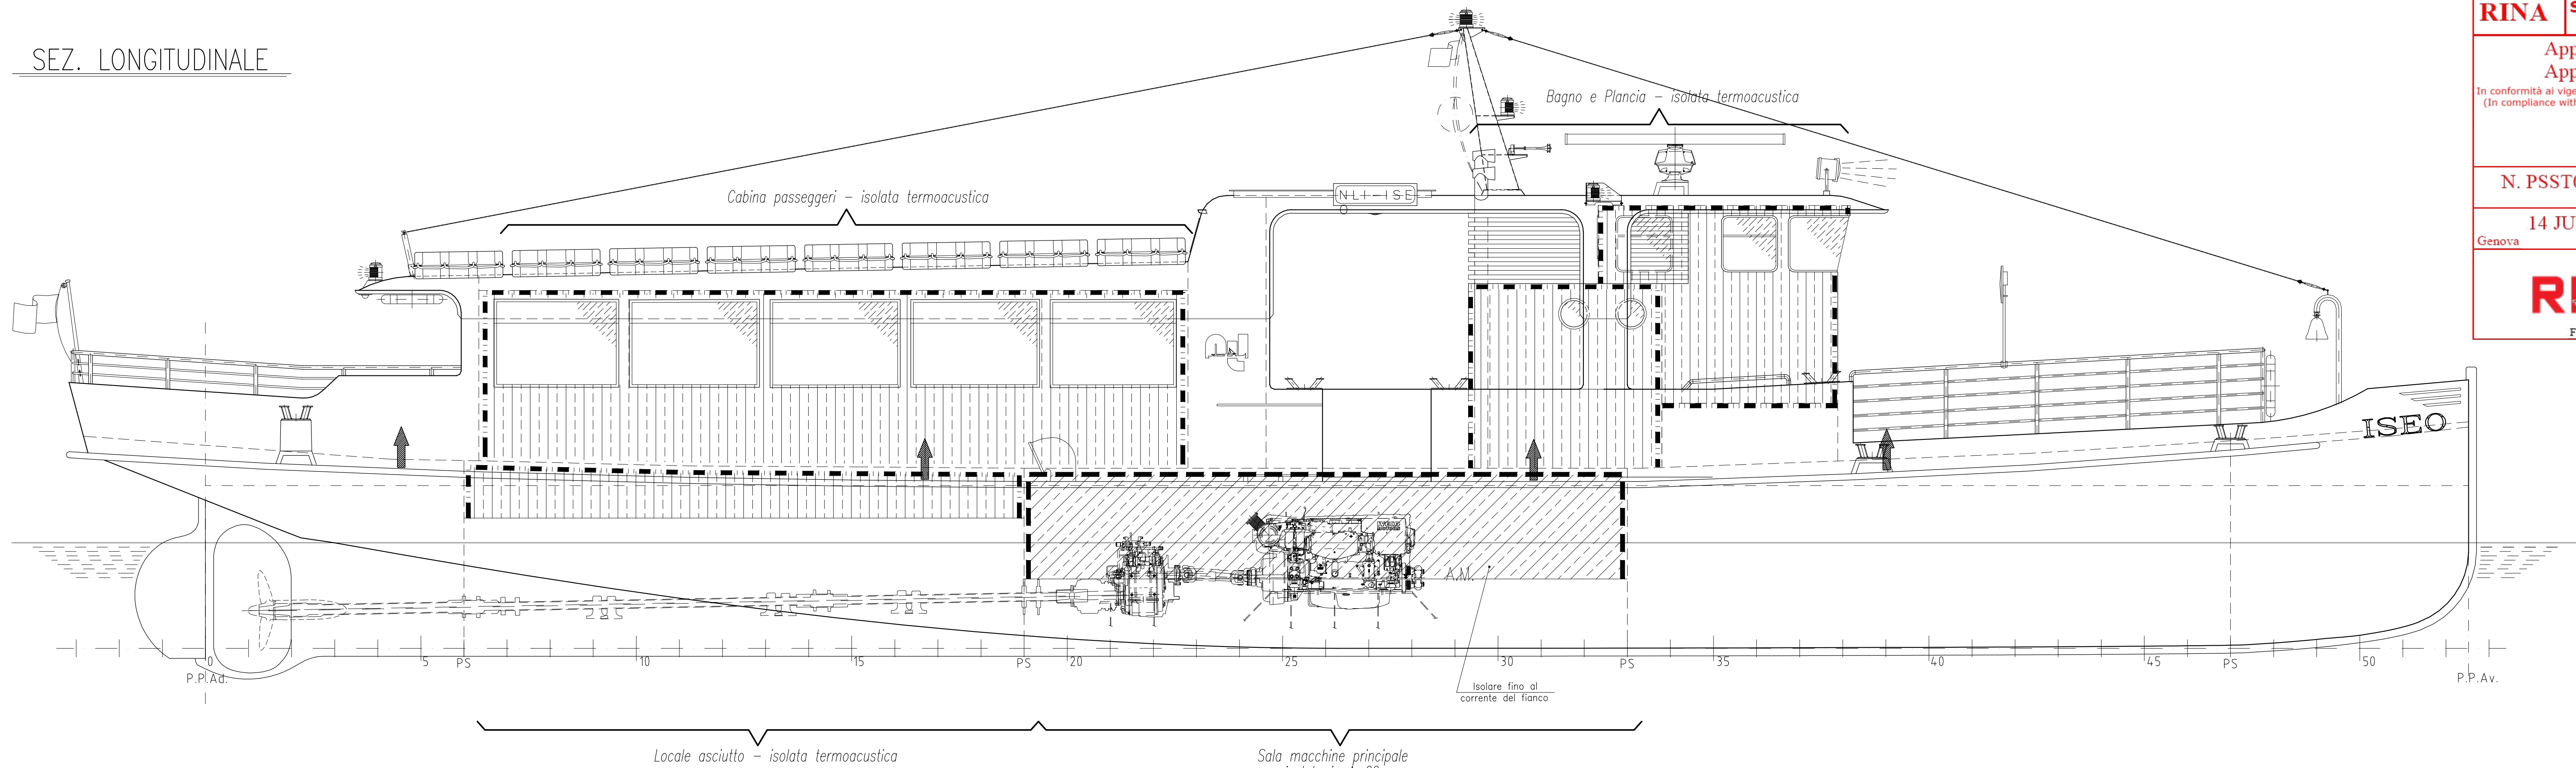 SEZ. LONGITUDINALE
RINA
App
App
In conformità ai vige
(In compliance with
N. PSST
14 JU
Genova
Bagno e Plancia - isolata termoacustica
Cabina passeggeri - isolata termoacustica
NLI-ISE
ISEO
A.M.
0
5
PS
10
15
PS
20
25
30
PS
35
40
45
PS
50
P.P.Ad.
P.P.Av.
Isolare fino al
corrente del fianco
Locale asciutto - isolata termoacustica
Sala macchine principale